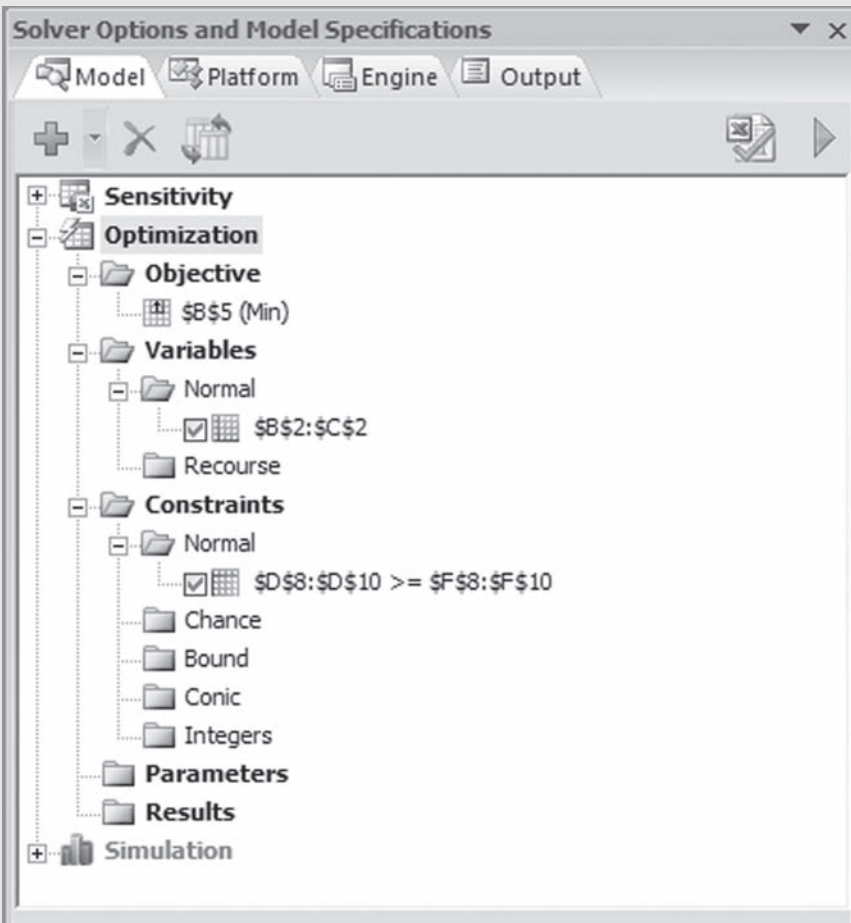 Solver Options and Model Specifications
Model Platform Engine Output
Sensitivity
Optimization
Objective
$B$5 (Min)
Variables
Normal
$B$2:$C$2
Recourse
Constraints
Normal
$D$8:$D$10 >= $F$8:$F$10
Chance
Bound
Conic
Integers
Parameters
Results
Simulation